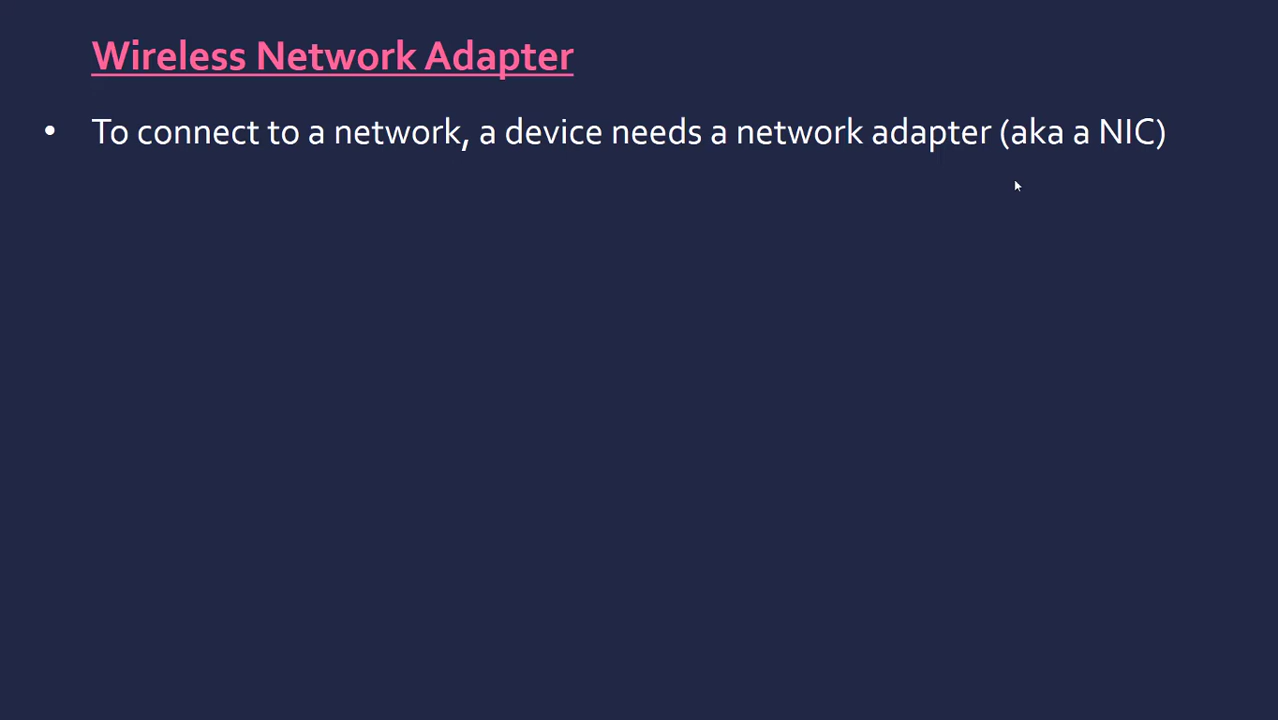 Wireless Network Adapter
• To connect to a network, a device needs a network adapter (aka a NIC)